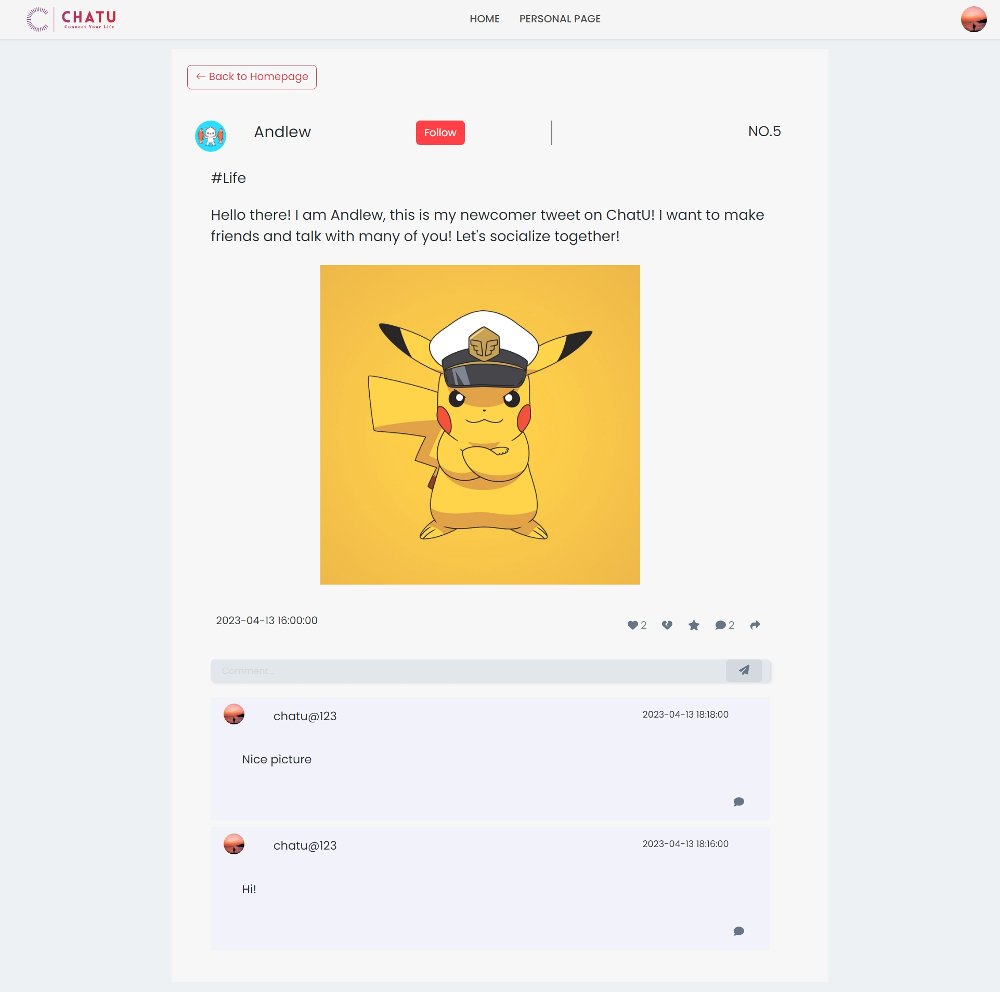 CHATU
Connect Your Life
HOME PERSONAL PAGE
← Back to Homepage
Andlew Follow NO.5
#Life
Hello there! I am Andlew, this is my newcomer tweet on ChatU! I want to make
friends and talk with many of you! Let's socialize together!
2023-04-13 16:00:00 2 2
Comment...
chatu@123 2023-04-13 18:18:00
Nice picture
chatu@123 2023-04-13 18:16:00
Hi!